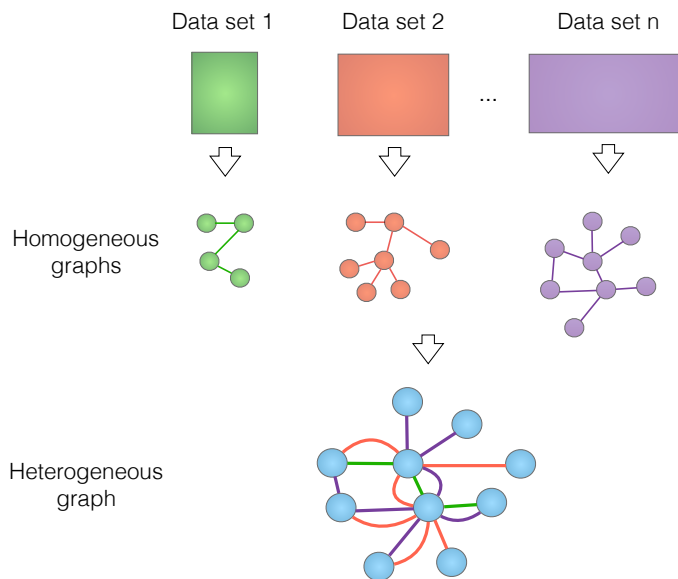 Data set 1
Data set 2
Data set n
...
Homogeneous
graphs
Heterogeneous
graph